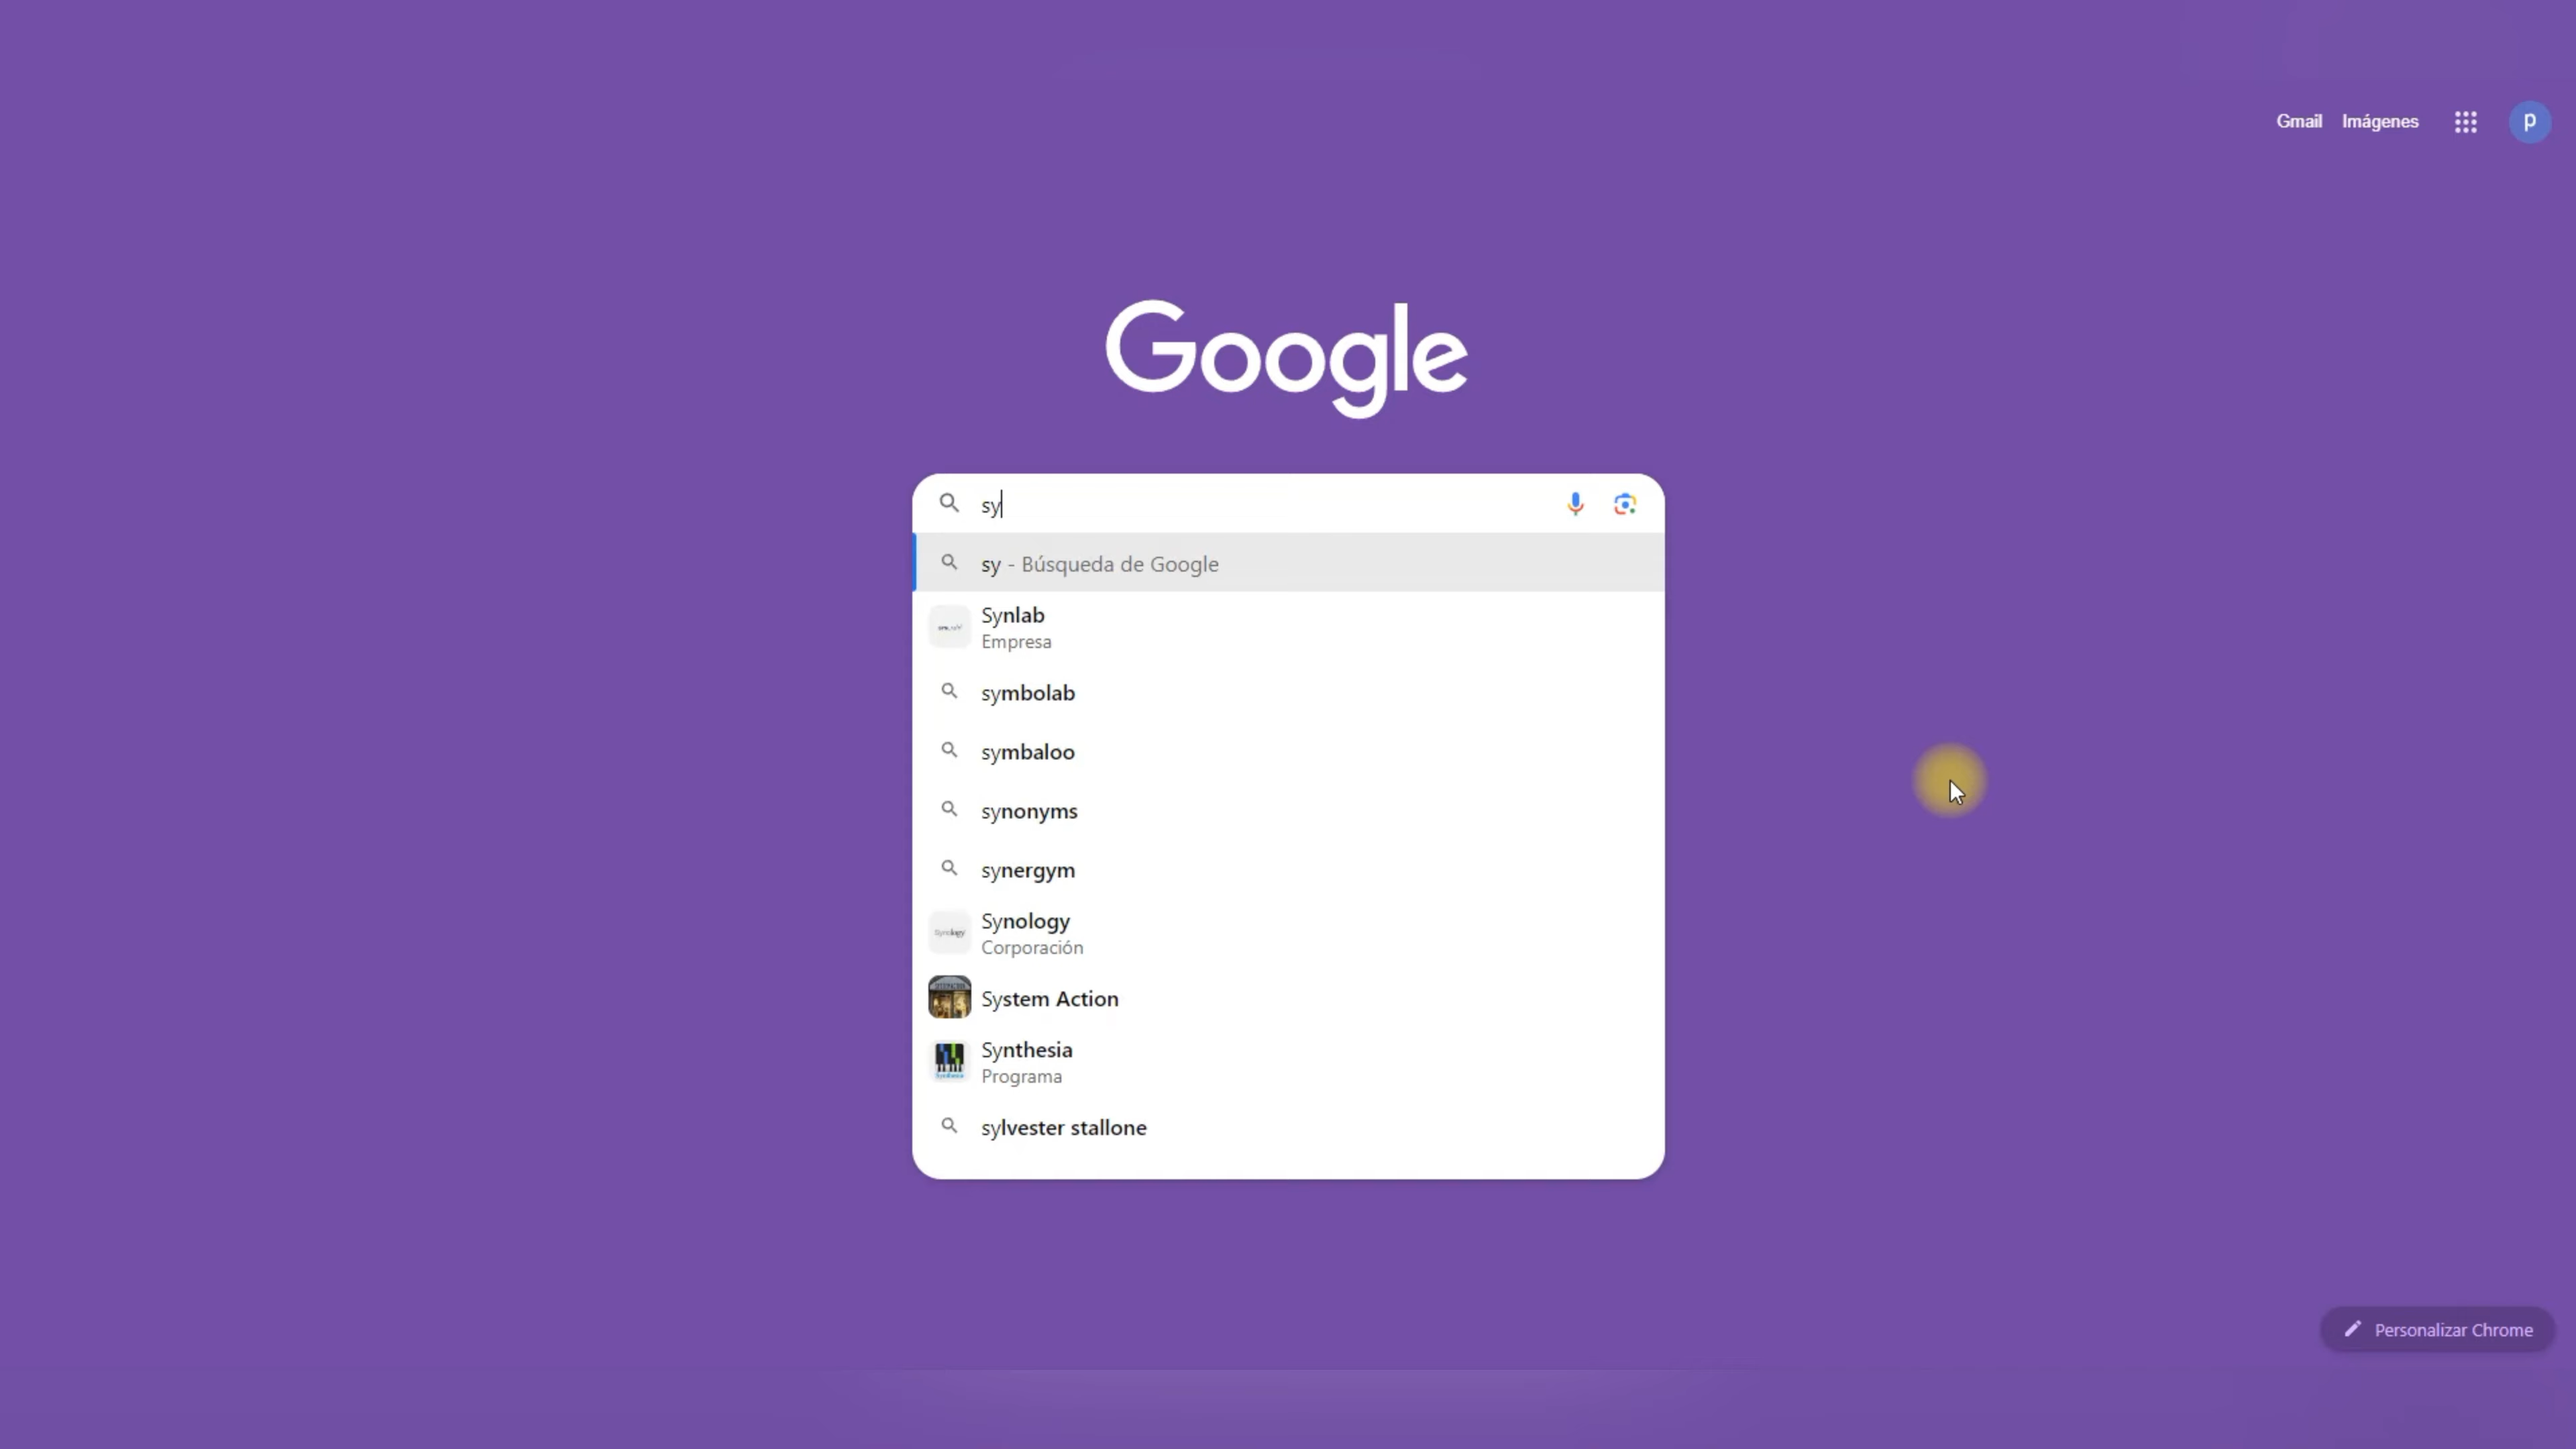 Gmail Imágenes p
Google
sy
sy - Búsqueda de Google
Synlab
Empresa
symbolab
symbaloo
synonyms
synergym
Synology
Synology
Corporación
System Action
Synthesia
Programa
sylvester stallone
Personalizar Chrome